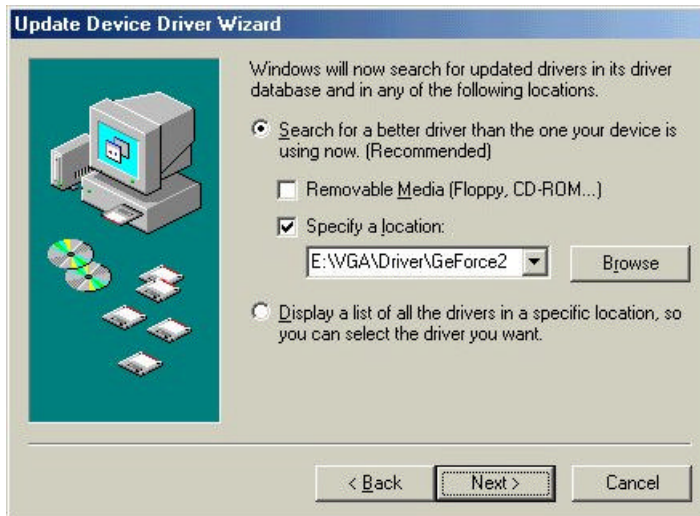 Update Device Driver Wizard
Windows will now search for updated drivers in its driver
database and in any of the following locations.
Search for a better driver than the one your device is
using now. (Recommended)
Removable Media (Floppy, CD-ROM...)
Specify a location:
E:\VGA\Driver\GeForce2
Browse
Display a list of all the drivers in a specific location, so
you can select the driver you want.
< Back
Next >
Cancel